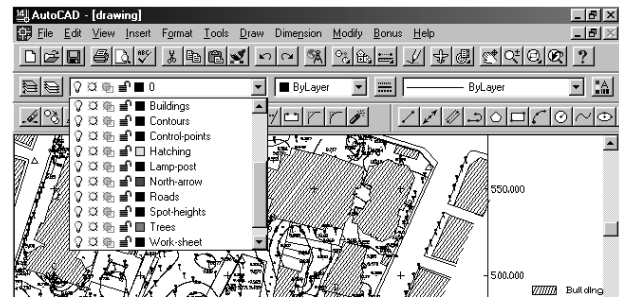 AutoCAD - [drawing]
File Edit View Insert Format Tools Draw Dimension Modify Bonus Help
0
ByLayer
ByLayer
Buildings
Contours
Control-points
Hatching
Lamp-post
North-arrow
Roads
Spot-heights
Trees
Work-sheet
550.000
500.000
Building